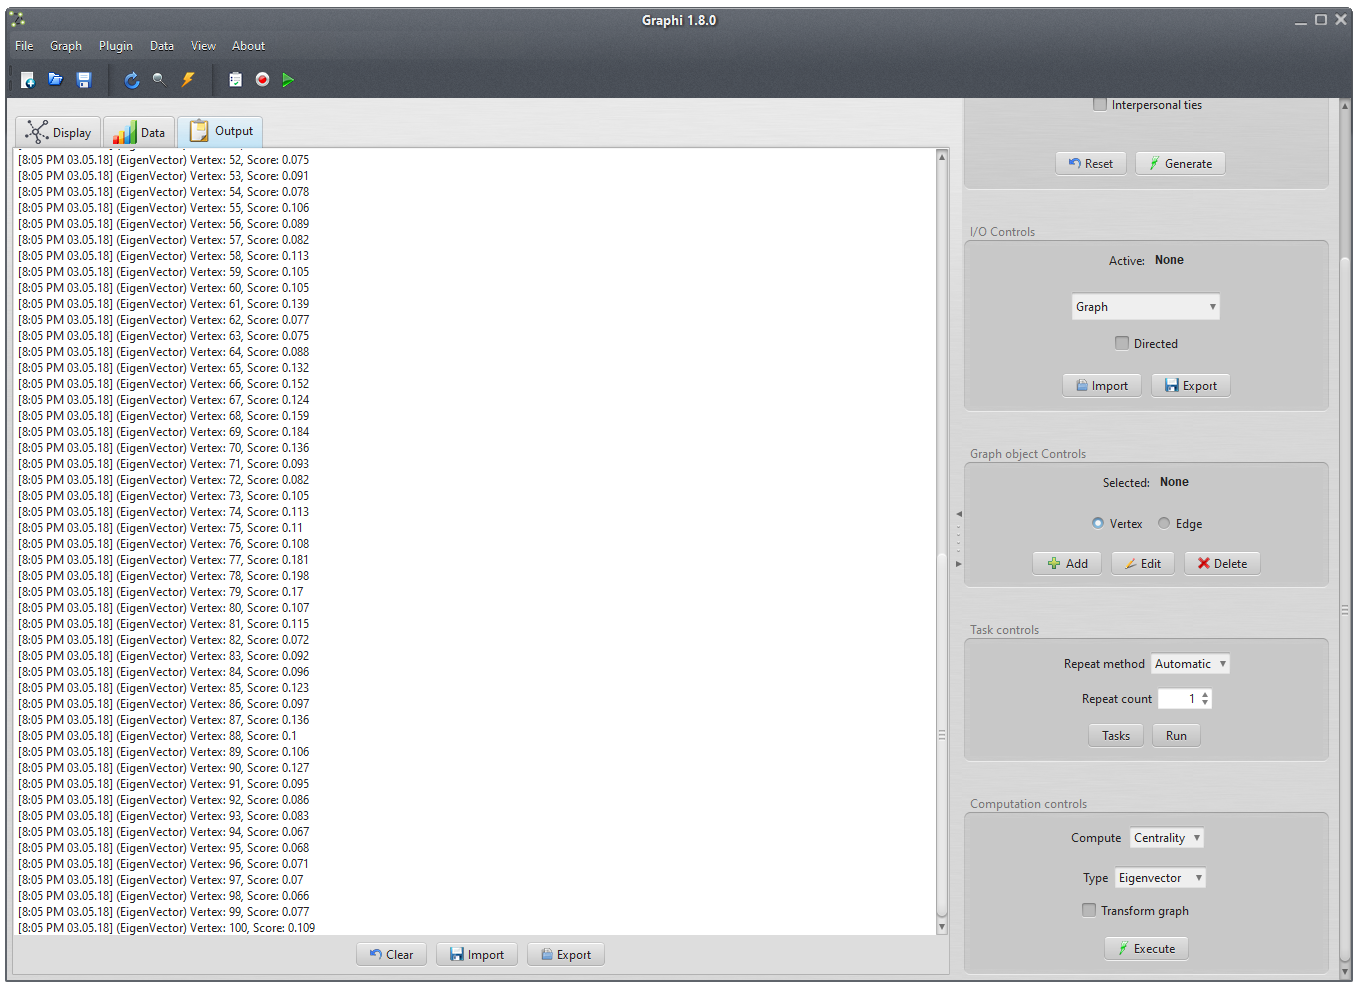 Graphi 1.8.0
File Graph Plugin Data View About
Display Data Output
[8:05 PM 03.05.18] (EigenVector) Vertex: 52, Score: 0.075
[8:05 PM 03.05.18] (EigenVector) Vertex: 53, Score: 0.091
[8:05 PM 03.05.18] (EigenVector) Vertex: 54, Score: 0.078
[8:05 PM 03.05.18] (EigenVector) Vertex: 55, Score: 0.106
[8:05 PM 03.05.18] (EigenVector) Vertex: 56, Score: 0.089
[8:05 PM 03.05.18] (EigenVector) Vertex: 57, Score: 0.082
[8:05 PM 03.05.18] (EigenVector) Vertex: 58, Score: 0.113
[8:05 PM 03.05.18] (EigenVector) Vertex: 59, Score: 0.105
[8:05 PM 03.05.18] (EigenVector) Vertex: 60, Score: 0.105
[8:05 PM 03.05.18] (EigenVector) Vertex: 61, Score: 0.139
[8:05 PM 03.05.18] (EigenVector) Vertex: 62, Score: 0.077
[8:05 PM 03.05.18] (EigenVector) Vertex: 63, Score: 0.075
[8:05 PM 03.05.18] (EigenVector) Vertex: 64, Score: 0.088
[8:05 PM 03.05.18] (EigenVector) Vertex: 65, Score: 0.132
[8:05 PM 03.05.18] (EigenVector) Vertex: 66, Score: 0.152
[8:05 PM 03.05.18] (EigenVector) Vertex: 67, Score: 0.124
[8:05 PM 03.05.18] (EigenVector) Vertex: 68, Score: 0.159
[8:05 PM 03.05.18] (EigenVector) Vertex: 69, Score: 0.184
[8:05 PM 03.05.18] (EigenVector) Vertex: 70, Score: 0.136
[8:05 PM 03.05.18] (EigenVector) Vertex: 71, Score: 0.093
[8:05 PM 03.05.18] (EigenVector) Vertex: 72, Score: 0.082
[8:05 PM 03.05.18] (EigenVector) Vertex: 73, Score: 0.105
[8:05 PM 03.05.18] (EigenVector) Vertex: 74, Score: 0.113
[8:05 PM 03.05.18] (EigenVector) Vertex: 75, Score: 0.11
[8:05 PM 03.05.18] (EigenVector) Vertex: 76, Score: 0.108
[8:05 PM 03.05.18] (EigenVector) Vertex: 77, Score: 0.181
[8:05 PM 03.05.18] (EigenVector) Vertex: 78, Score: 0.198
[8:05 PM 03.05.18] (EigenVector) Vertex: 79, Score: 0.17
[8:05 PM 03.05.18] (EigenVector) Vertex: 80, Score: 0.107
[8:05 PM 03.05.18] (EigenVector) Vertex: 81, Score: 0.115
[8:05 PM 03.05.18] (EigenVector) Vertex: 82, Score: 0.072
[8:05 PM 03.05.18] (EigenVector) Vertex: 83, Score: 0.092
[8:05 PM 03.05.18] (EigenVector) Vertex: 84, Score: 0.096
[8:05 PM 03.05.18] (EigenVector) Vertex: 85, Score: 0.123
[8:05 PM 03.05.18] (EigenVector) Vertex: 86, Score: 0.097
[8:05 PM 03.05.18] (EigenVector) Vertex: 87, Score: 0.136
[8:05 PM 03.05.18] (EigenVector) Vertex: 88, Score: 0.1
[8:05 PM 03.05.18] (EigenVector) Vertex: 89, Score: 0.106
[8:05 PM 03.05.18] (EigenVector) Vertex: 90, Score: 0.127
[8:05 PM 03.05.18] (EigenVector) Vertex: 91, Score: 0.095
[8:05 PM 03.05.18] (EigenVector) Vertex: 92, Score: 0.086
[8:05 PM 03.05.18] (EigenVector) Vertex: 93, Score: 0.083
[8:05 PM 03.05.18] (EigenVector) Vertex: 94, Score: 0.067
[8:05 PM 03.05.18] (EigenVector) Vertex: 95, Score: 0.068
[8:05 PM 03.05.18] (EigenVector) Vertex: 96, Score: 0.071
[8:05 PM 03.05.18] (EigenVector) Vertex: 97, Score: 0.07
[8:05 PM 03.05.18] (EigenVector) Vertex: 98, Score: 0.066
[8:05 PM 03.05.18] (EigenVector) Vertex: 99, Score: 0.077
[8:05 PM 03.05.18] (EigenVector) Vertex: 100, Score: 0.109
Clear Import Export
Interpersonal ties
Reset Generate
I/O Controls
Active: None
Graph
Directed
Import Export
Graph object Controls
Selected: None
Vertex Edge
Add Edit Delete
Task controls
Repeat method Automatic
Repeat count 1
Tasks Run
Computation controls
Compute Centrality
Type Eigenvector
Transform graph
Execute